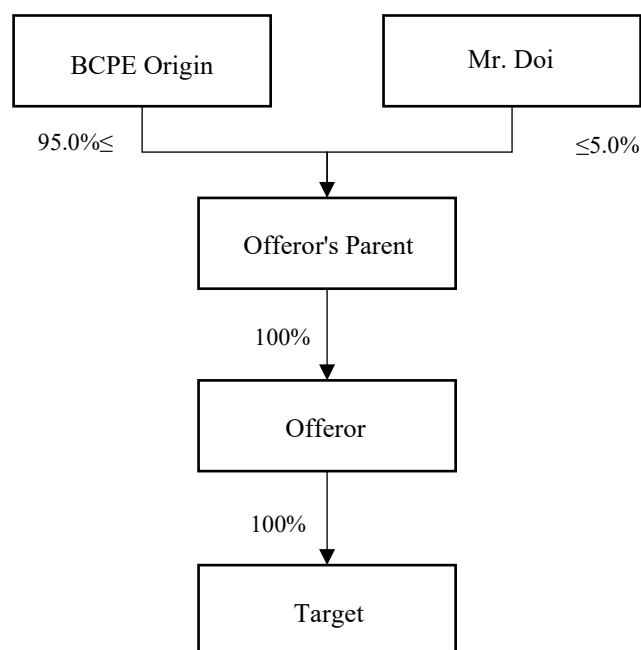 BCPE Origin
Mr. Doi
95.0%≤
≤5.0%
Offeror's Parent
100%
Offeror
100%
Target